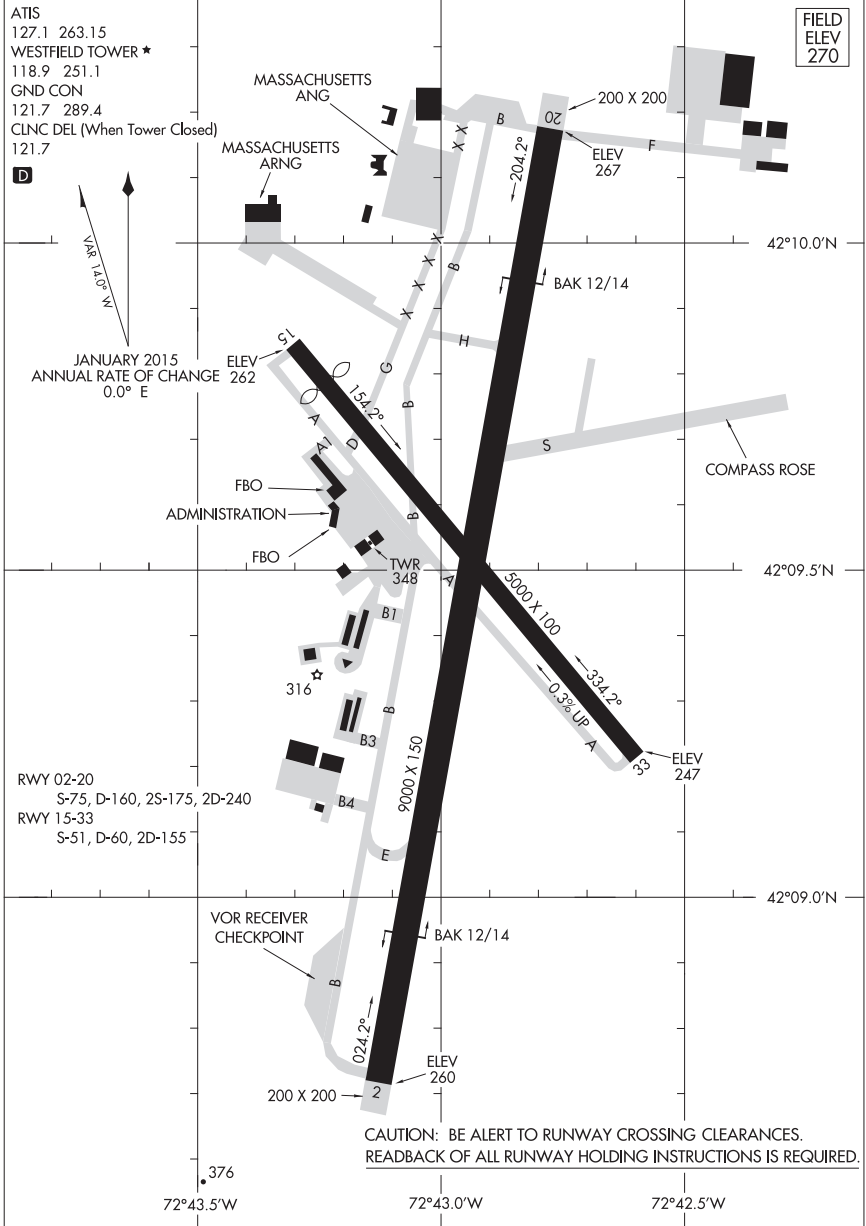 ATIS
127.1 263.15
WESTFIELD TOWER ★
118.9 251.1
GND CON
121.7 289.4
CLNC DEL (When Tower Closed)
121.7
D
FIELD
ELEV
270
MASSACHUSETTS
ANG
MASSACHUSETTS
ARNG
VAR 14.0° W
JANUARY 2015
ANNUAL RATE OF CHANGE
0.0° E
200 X 200
20
B
F
ELEV
267
204.2°
X
X
42°10.0'N
X
X
X
X
B
BAK 12/14
H
15
ELEV
262
G
154.2°
B
A
D
A1
S
COMPASS ROSE
FBO
ADMINISTRATION
FBO
B
TWR
348
A
42°09.5'N
5000 X 100
B1
316
334.2°
0.3% UP
A
B
B3
33
ELEV
247
9000 X 150
RWY 02-20
S-75, D-160, 2S-175, 2D-240
RWY 15-33
S-51, D-60, 2D-155
B4
E
42°09.0'N
VOR RECEIVER
CHECKPOINT
BAK 12/14
B
024.2°
ELEV
260
200 X 200
2
CAUTION: BE ALERT TO RUNWAY CROSSING CLEARANCES.
READBACK OF ALL RUNWAY HOLDING INSTRUCTIONS IS REQUIRED.
376
72°43.5'W
72°43.0'W
72°42.5'W